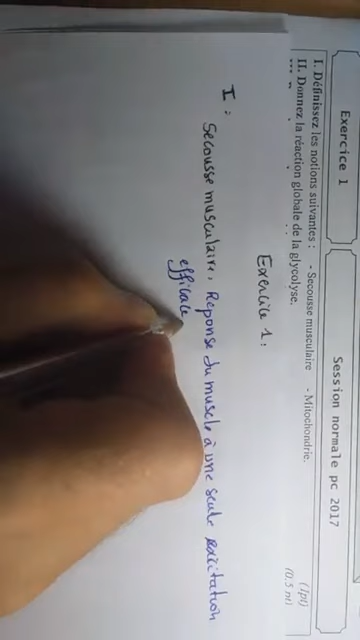 Exercice 1
Session normale pc 2017
I. Définissez les notions suivantes : - Secousse musculaire - Mitochondrie. (1pt)
II. Donnez la réaction globale de la glycolyse. (0.5 pt)
Exercice 1 :
I :
Secousse musculaire : Réponse du muscle à une seule excitation
efficace